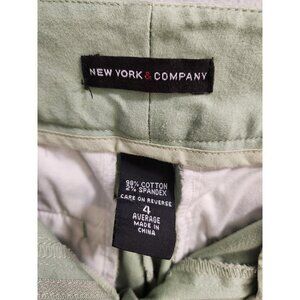 NEW YORK & COMPANY
98% COTTON
2% SPANDEX
CARE ON REVERSE
4
AVERAGE
MADE IN
CHINA